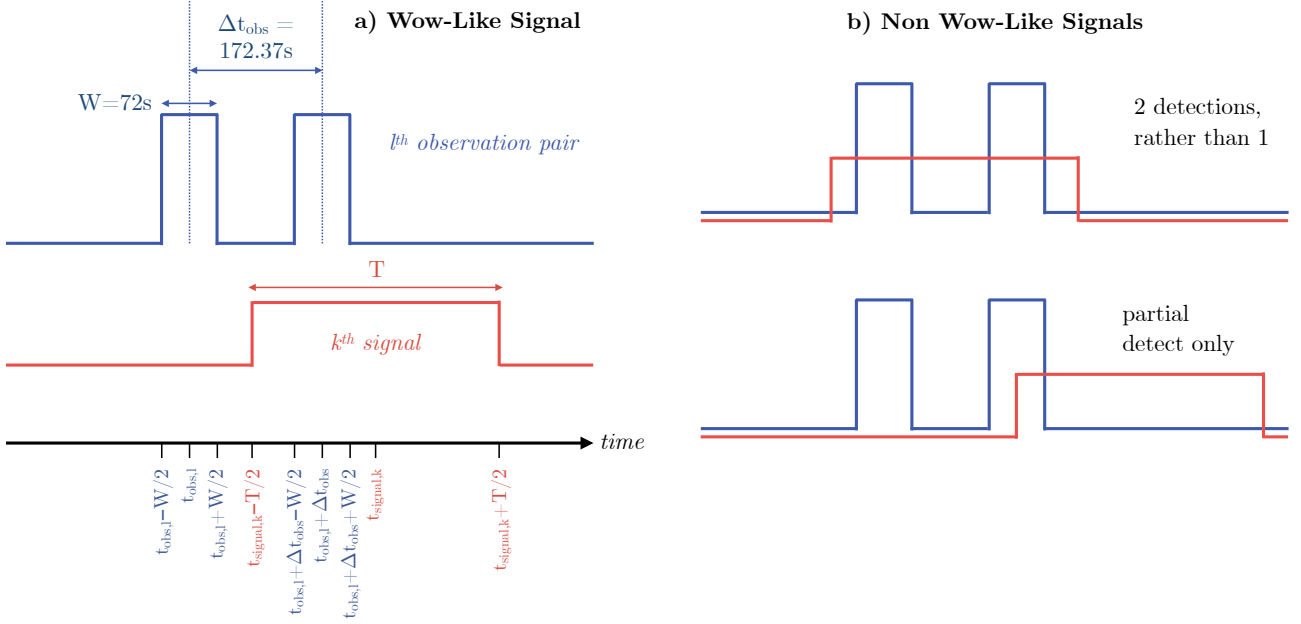 a) Wow-Like Signal
Δt_obs =
172.37s
W=72s
l^th observation pair
T
k^th signal
time
t_obs,l−W/2
t_obs,l
t_obs,l+W/2
t_signal,k−T/2
t_obs,l+Δt_obs−W/2
t_obs,l+Δt_obs
t_obs,l+Δt_obs+W/2
t_signal,k
t_signal,k+T/2
b) Non Wow-Like Signals
2 detections,
rather than 1
partial
detect only